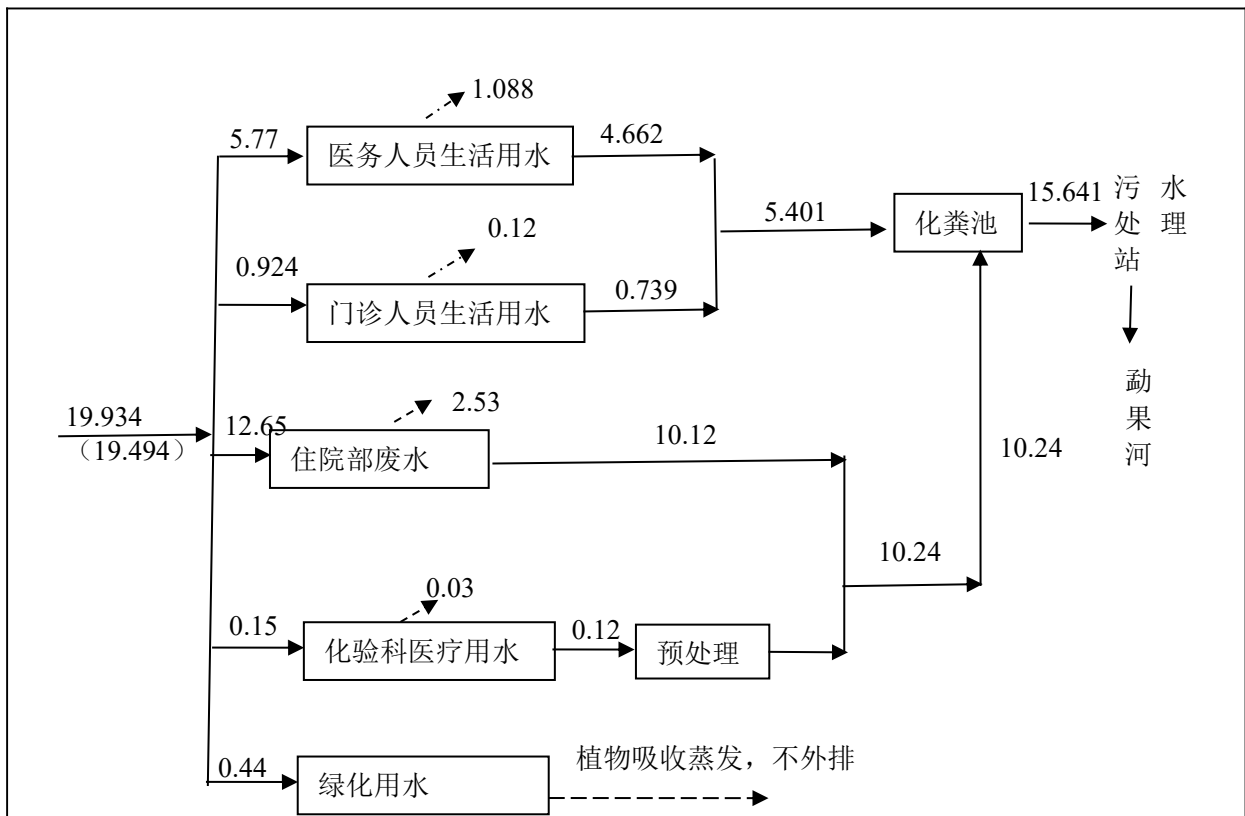 1.088
5.77
医务人员生活用水
4.662
0.12
0.924
门诊人员生活用水
0.739
5.401
化粪池
15.641
污水
处理
站
勐
果
河
19.934
（19.494）
12.65
2.53
住院部废水
10.12
10.24
10.24
0.03
0.15
化验科医疗用水
0.12
预处理
0.44
绿化用水
植物吸收蒸发，不外排